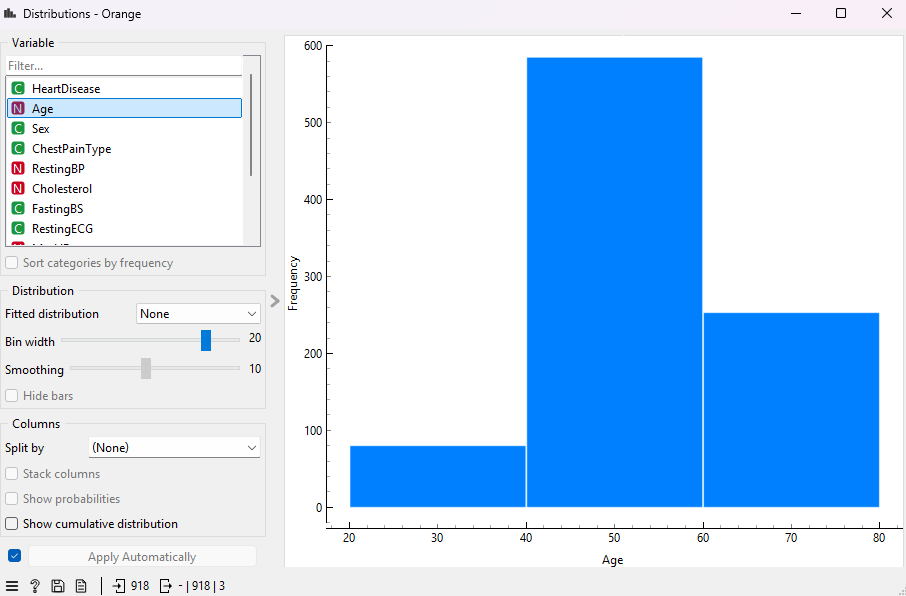 Distributions - Orange
Variable
Filter...
C HeartDisease
N Age
C Sex
C ChestPainType
N RestingBP
N Cholesterol
C FastingBS
C RestingECG
Sort categories by frequency
Distribution
Fitted distribution None
Bin width 20
Smoothing 10
Hide bars
Columns
Split by (None)
Stack columns
Show probabilities
Show cumulative distribution
Apply Automatically
? 918 - | 918 | 3
600
500
400
300
200
100
0
Frequency
20 30 40 50 60 70 80
Age